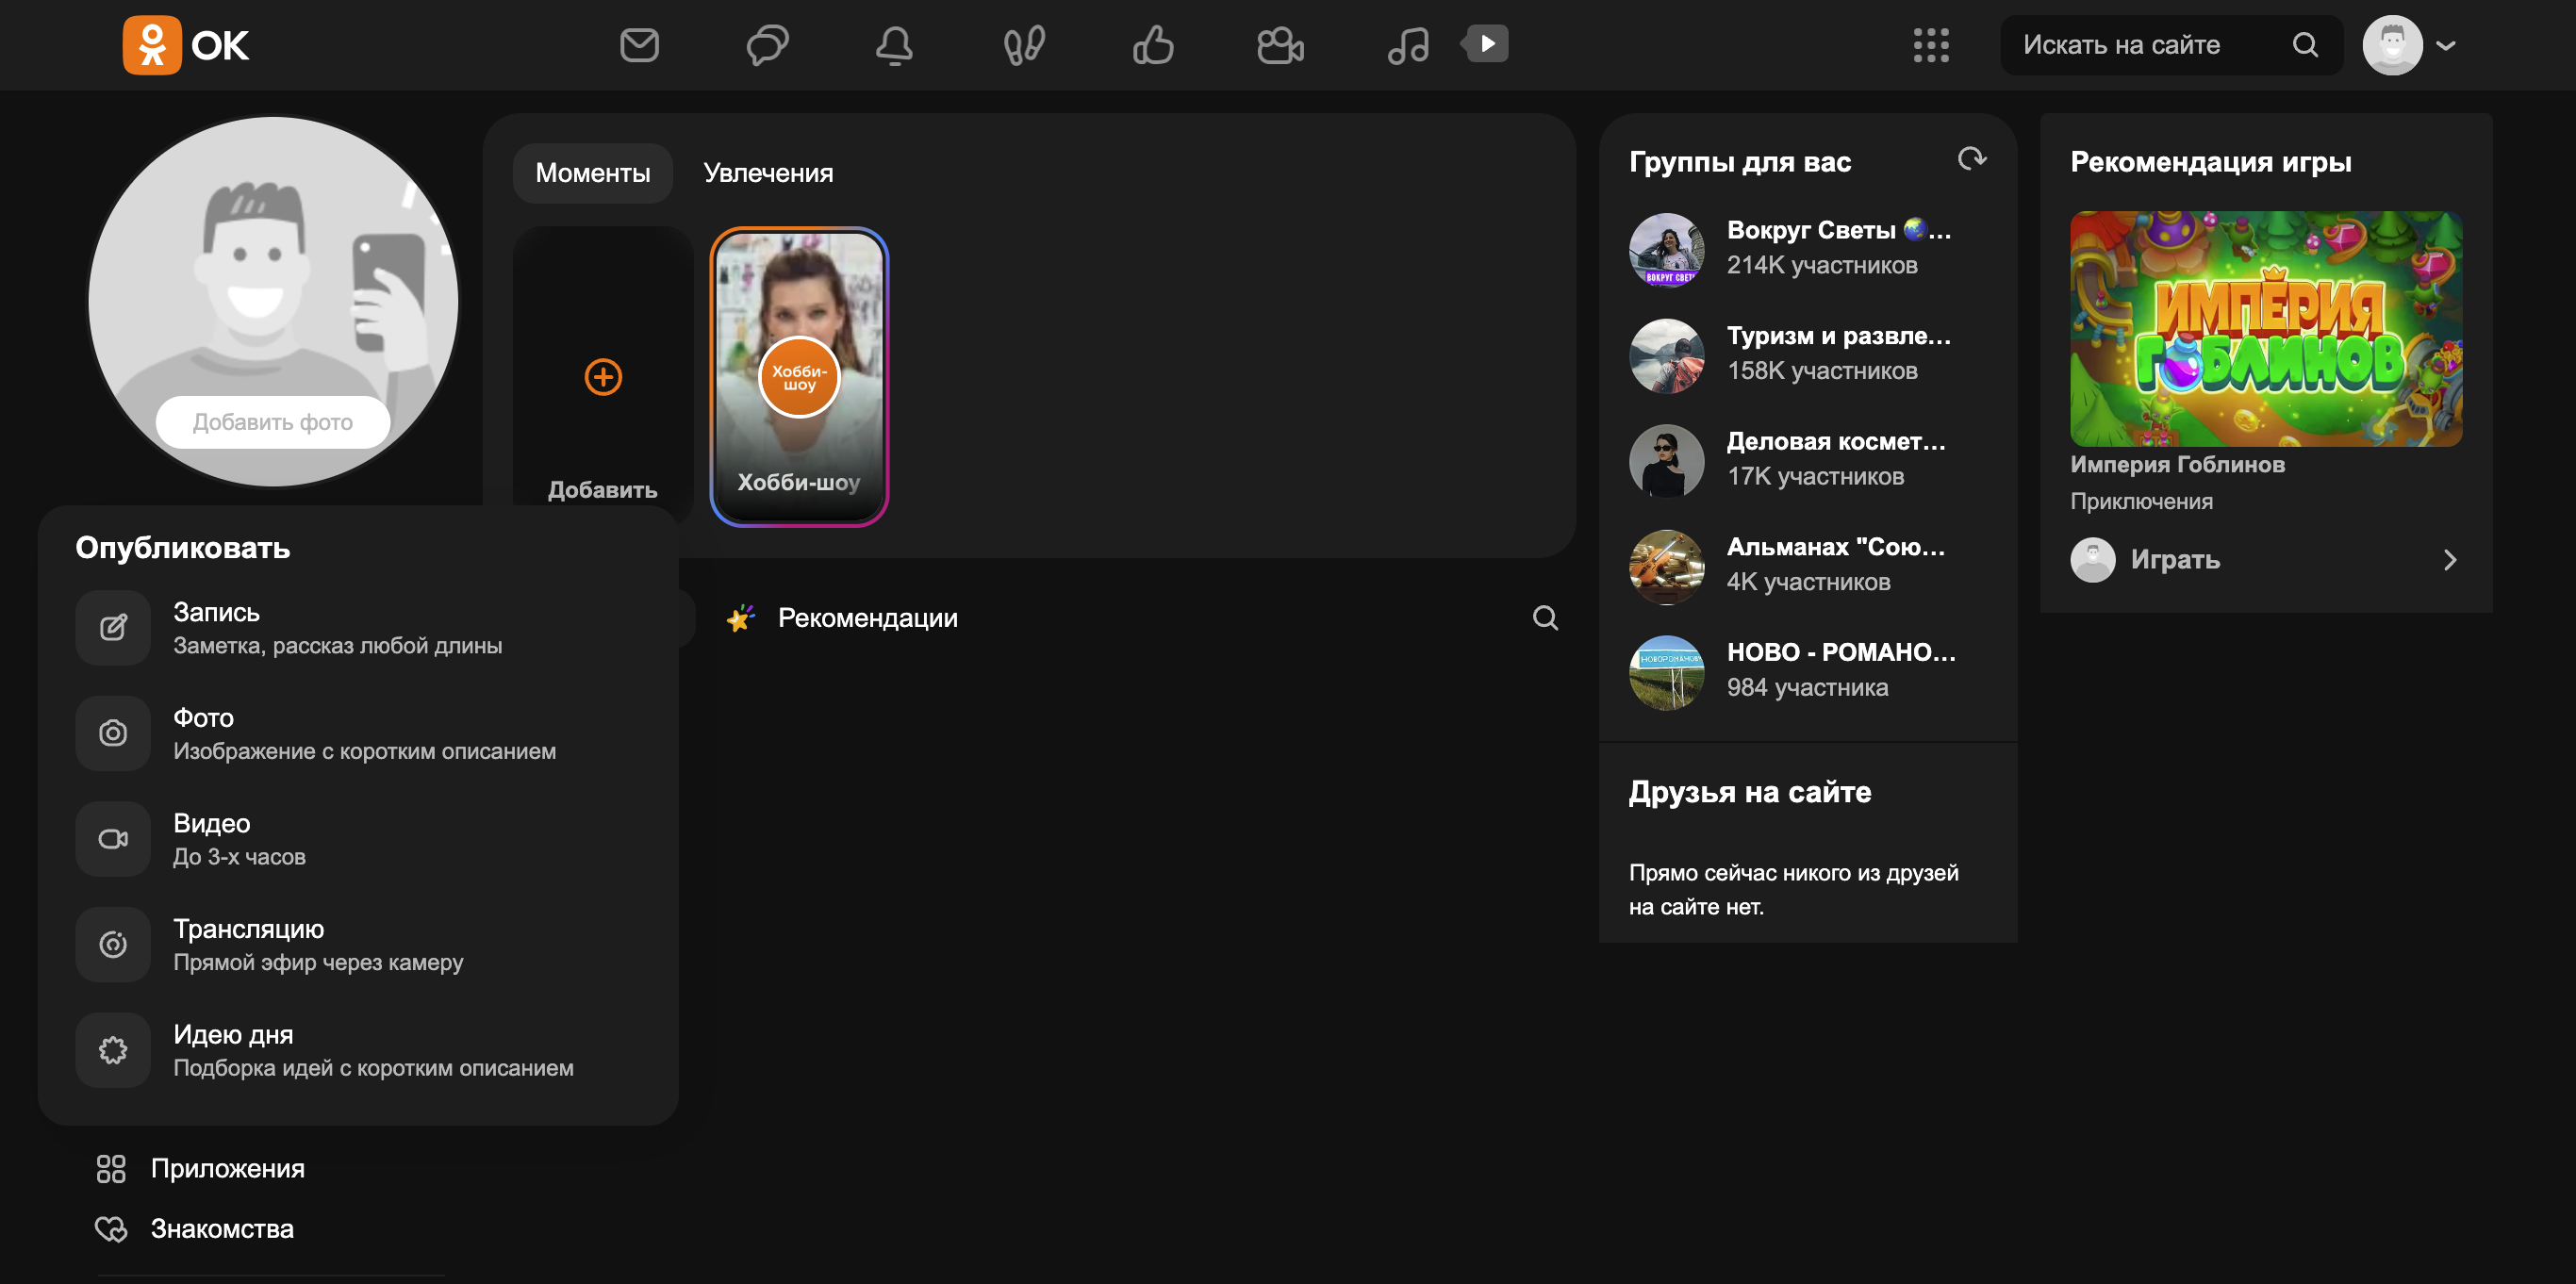 OK
Искать на сайте
Добавить фото
Моменты
Увлечения
Добавить
Хобби-
шоу
Хобби-шоу
Опубликовать
Запись
Заметка, рассказ любой длины
Фото
Изображение с коротким описанием
Видео
До 3-х часов
Трансляцию
Прямой эфир через камеру
Идею дня
Подборка идей с коротким описанием
Приложения
Знакомства
Рекомендации
Группы для вас
Вокруг Светы 🌏...
ВОКРУГ СВЕТЫ
214K участников
Туризм и развле...
158K участников
Деловая космет...
17K участников
Альманах "Сою...
4K участников
НОВО - РОМАНО...
984 участника
Друзья на сайте
Прямо сейчас никого из друзей
на сайте нет.
Рекомендация игры
ИМПЕРИЯ
ГОБЛИНОВ
Империя Гоблинов
Приключения
Играть